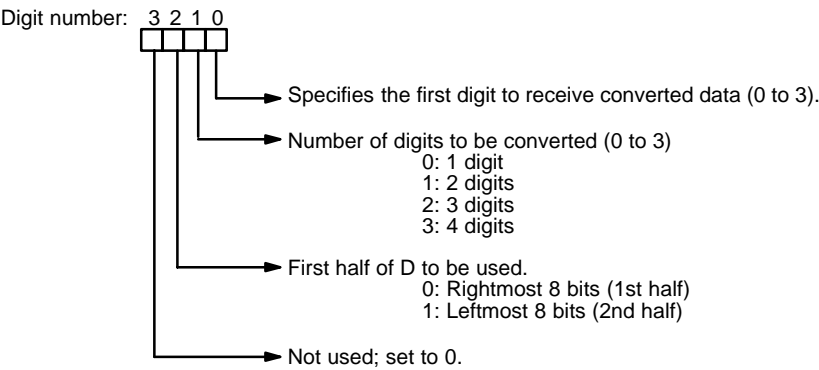 Digit number: 3 2 1 0
Specifies the first digit to receive converted data (0 to 3).
Number of digits to be converted (0 to 3)
0: 1 digit
1: 2 digits
2: 3 digits
3: 4 digits
First half of D to be used.
0: Rightmost 8 bits (1st half)
1: Leftmost 8 bits (2nd half)
Not used; set to 0.